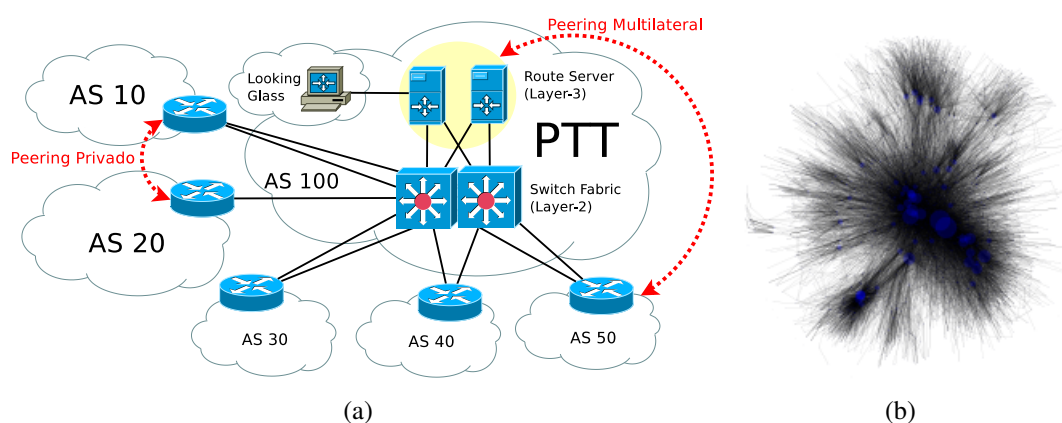 Peering Multilateral
AS 10
Looking
Glass
Route Server
(Layer-3)
PTT
Peering Privado
AS 100
Switch Fabric
(Layer-2)
AS 20
AS 30
AS 40
AS 50
(a)
(b)